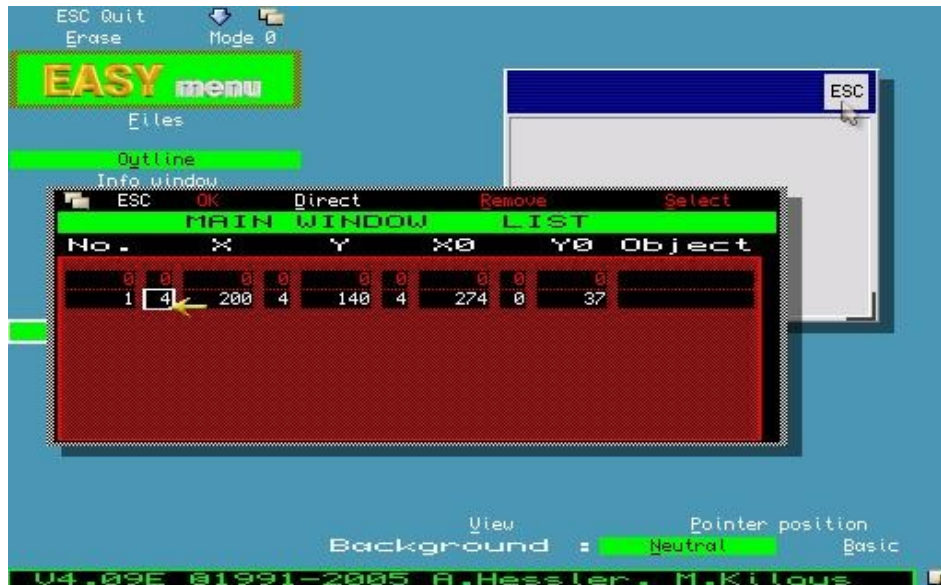 ESC Quit
Erase Mode 0
EASY menu
Files
ESC
Outline
Info window
ESC OK Direct Remove Select
MAIN WINDOW LIST
No. X Y X0 Y0 Object
0 0 0 0 0 0 0 0 0
1 4 200 4 140 4 274 0 37
View Pointer position
Background : Neutral Basic
V4.09E @1991-2005 A.Hessler, M.Kilgus